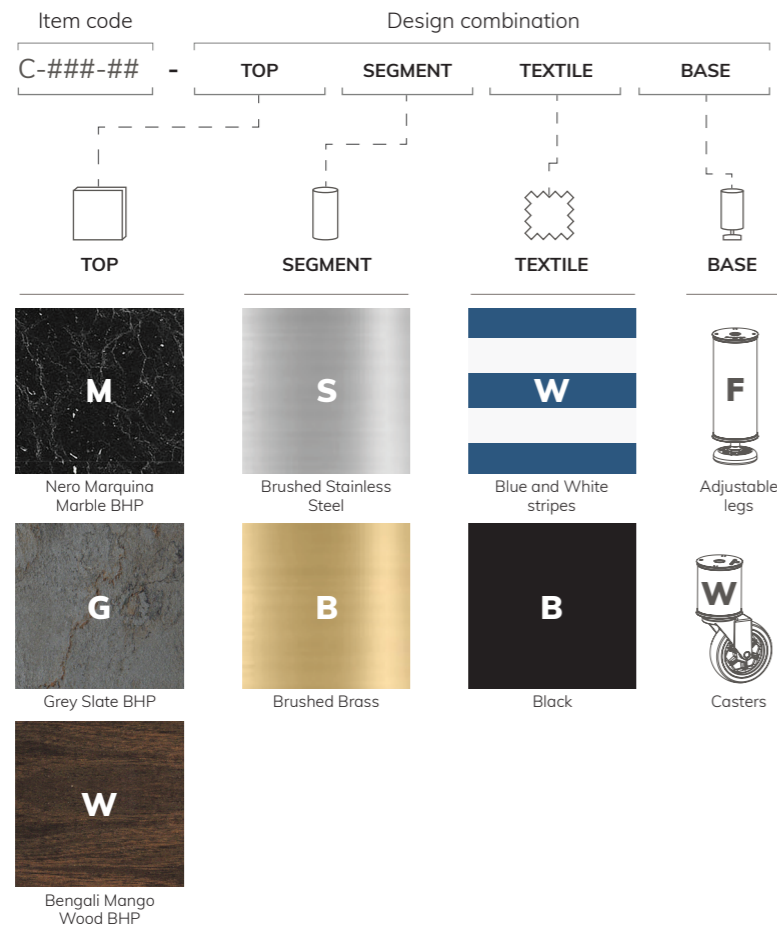 Item code
Design combination
C-###-## - TOP SEGMENT TEXTILE BASE
TOP SEGMENT TEXTILE BASE
M S W F
Nero Marquina Brushed Stainless Blue and White Adjustable
Marble BHP Steel stripes legs
G B B W
Grey Slate BHP Brushed Brass Black Casters
W
Bengali Mango
Wood BHP